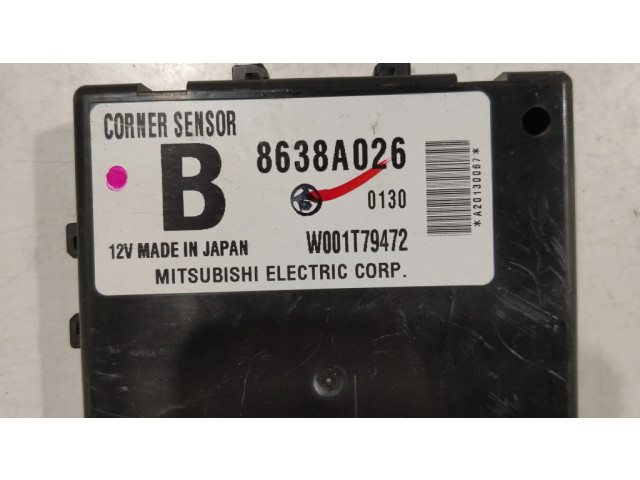 CORNER SENSOR
B
8638A026
0130
12V MADE IN JAPAN
W001T79472
MITSUBISHI ELECTRIC CORP.
*A20130067*